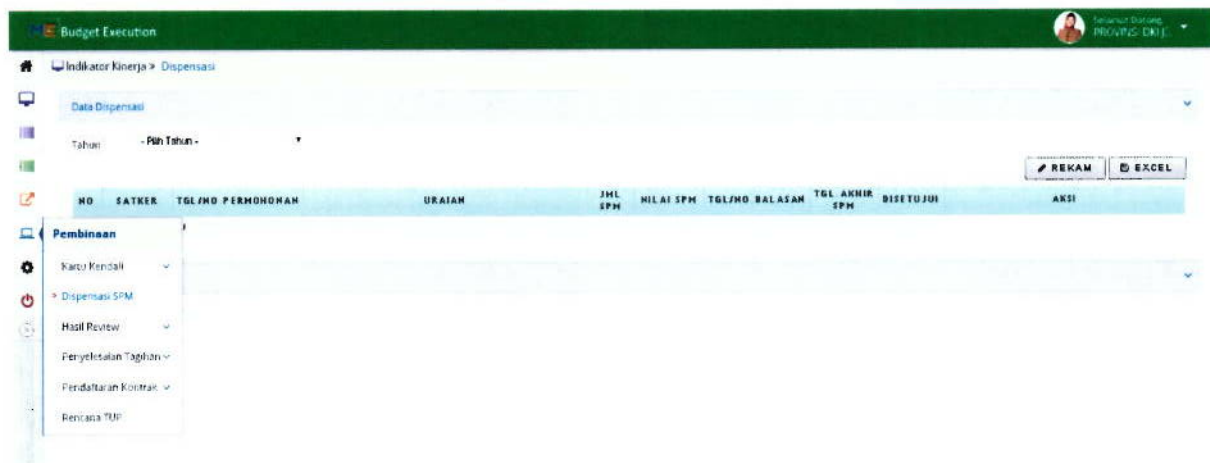 Budget Execution
Selamat Datang,
PROVINSI DKI J
Indikator Kinerja > Dispensasi
Data Dispensasi
Tahun
- Pilih Tahun -
REKAM
EXCEL
NO SATKER TGL/NO PERMOHONAN URAIAN JML SPM NILAI SPM TGL/NO BALASAN TGL AKHIR SPM DISETUJUI AKSI
Pembinaan
Kartu Kendali
> Dispensasi SPM
Hasil Review
Penyelesaian Tagihan
Pendaftaran Kontrak
Rencana TUP